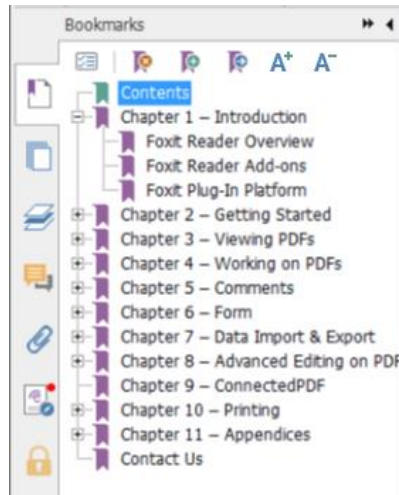 Bookmarks
A+ A-
Contents
Chapter 1 – Introduction
Foxit Reader Overview
Foxit Reader Add-ons
Foxit Plug-In Platform
Chapter 2 – Getting Started
Chapter 3 – Viewing PDFs
Chapter 4 – Working on PDFs
Chapter 5 – Comments
Chapter 6 – Form
Chapter 7 – Data Import & Export
Chapter 8 – Advanced Editing on PDF
Chapter 9 – ConnectedPDF
Chapter 10 – Printing
Chapter 11 – Appendices
Contact Us